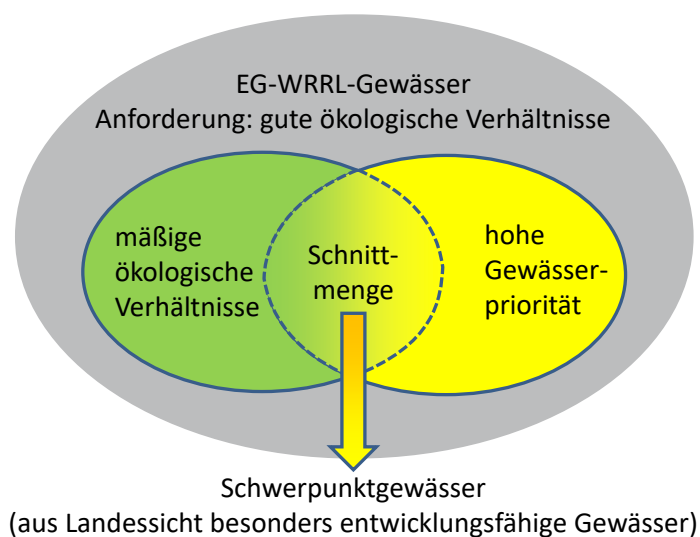 EG-WRRL-Gewässer
Anforderung: gute ökologische Verhältnisse
mäßige
ökologische
Verhältnisse
Schnitt-
menge
hohe
Gewässer-
priorität
Schwerpunktgewässer
(aus Landessicht besonders entwicklungsfähige Gewässer)